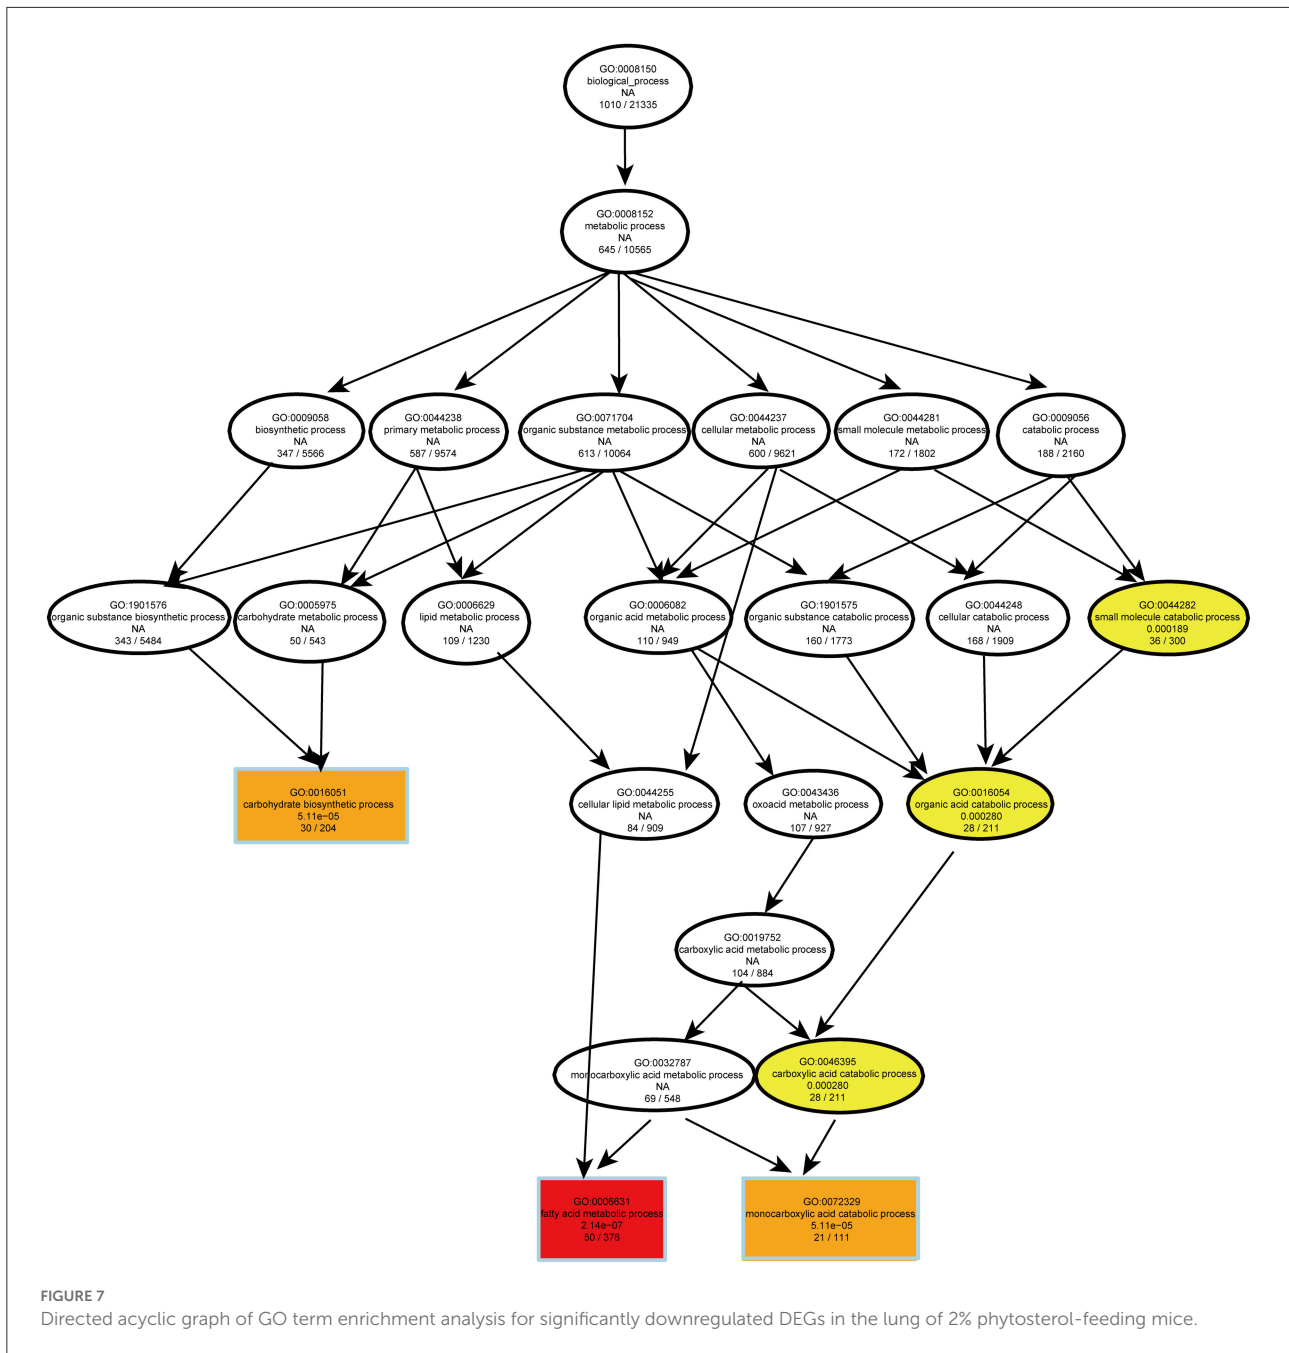 GO:0008150
biological_process
NA
1010 / 21335
GO:0008152
metabolic process
NA
645 / 10565
GO:0009058
biosynthetic process
NA
347 / 5566
GO:0044238
primary metabolic process
NA
587 / 9574
GO:0071704
organic substance metabolic process
NA
613 / 10064
GO:0044237
cellular metabolic process
NA
600 / 9621
GO:0044281
small molecule metabolic process
NA
172 / 1802
GO:0009056
catabolic process
NA
188 / 2160
GO:1901576
organic substance biosynthetic process
NA
343 / 5484
GO:0005975
carbohydrate metabolic process
NA
50 / 543
GO:0006629
lipid metabolic process
NA
109 / 1230
GO:0006082
organic acid metabolic process
NA
110 / 949
GO:1901575
organic substance catabolic process
NA
160 / 1773
GO:0044248
cellular catabolic process
NA
168 / 1909
GO:0044282
small molecule catabolic process
0.000189
36 / 300
GO:0016051
carbohydrate biosynthetic process
5.11e−05
30 / 204
GO:0044255
cellular lipid metabolic process
NA
84 / 909
GO:0043436
oxoacid metabolic process
NA
107 / 927
GO:0016054
organic acid catabolic process
0.000280
28 / 211
GO:0019752
carboxylic acid metabolic process
NA
104 / 884
GO:0032787
monocarboxylic acid metabolic process
NA
69 / 548
GO:0046395
carboxylic acid catabolic process
0.000280
28 / 211
GO:0006631
fatty acid metabolic process
2.14e−07
50 / 376
GO:0072329
monocarboxylic acid catabolic process
5.11e−05
21 / 111
FIGURE 7
Directed acyclic graph of GO term enrichment analysis for significantly downregulated DEGs in the lung of 2% phytosterol-feeding mice.